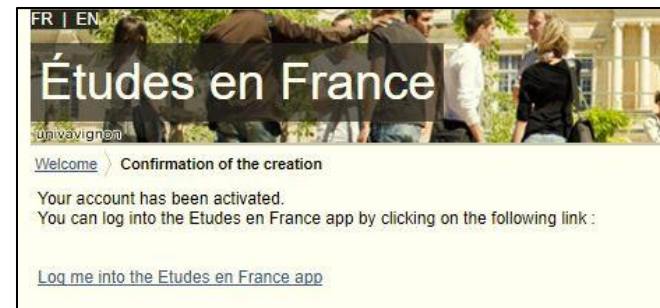 FR | EN
Études en France
univavignon
Welcome > Confirmation of the creation
Your account has been activated.
You can log into the Etudes en France app by clicking on the following link :
Log me into the Etudes en France app